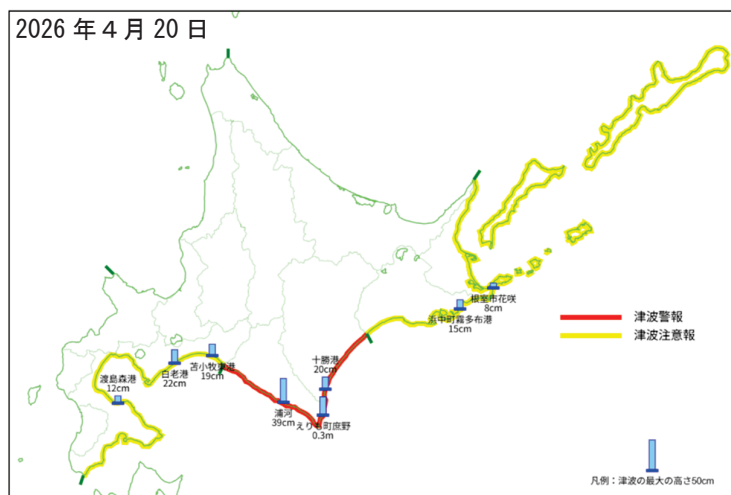 2026年4月20日
根室市花咲
8cm
浜中町霧多布港
15cm
津波警報
津波注意報
十勝港
20cm
苫小牧東港
19cm
白老港
22cm
渡島森港
12cm
浦河
39cm
えりも町庶野
0.3m
凡例：津波の最大の高さ50cm